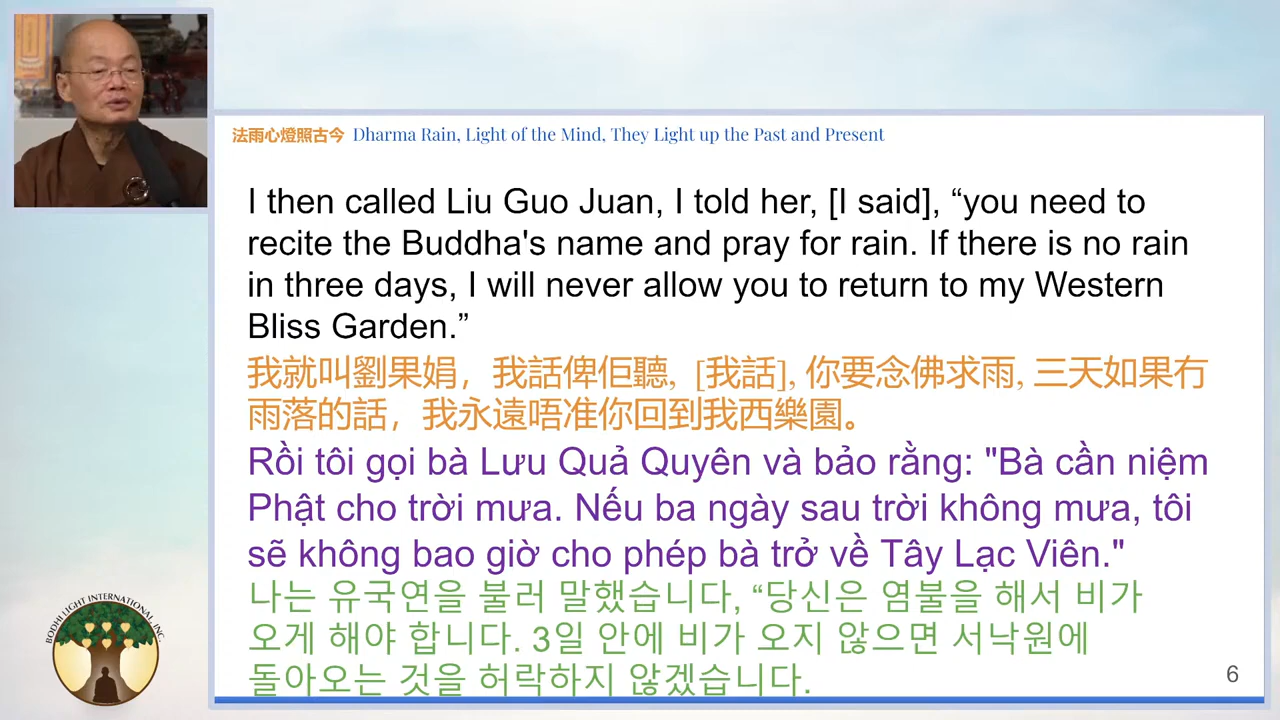 法雨心燈照古今 Dharma Rain, Light of the Mind, They Light up the Past and Present
I then called Liu Guo Juan, I told her, [I said], “you need to
recite the Buddha's name and pray for rain. If there is no rain
in three days, I will never allow you to return to my Western
Bliss Garden.”
我就叫劉果娟，我話俾佢聽, [我話], 你要念佛求雨, 三天如果冇
雨落的話，我永遠唔准你回到我西樂園。
Rồi tôi gọi bà Lưu Quả Quyên và bảo rằng: "Bà cần niệm
Phật cho trời mưa. Nếu ba ngày sau trời không mưa, tôi
sẽ không bao giờ cho phép bà trở về Tây Lạc Viên."
나는 유국연을 불러 말했습니다, “당신은 염불을 해서 비가
오게 해야 합니다. 3일 안에 비가 오지 않으면 서낙원에
돌아오는 것을 허락하지 않겠습니다.
BODHI LIGHT INTERNATIONAL, INC
6